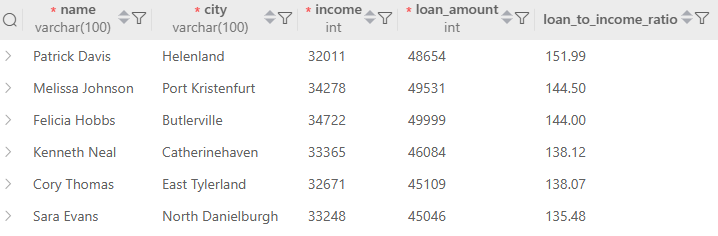 * name * city * income * loan_amount loan_to_income_ratio
varchar(100) varchar(100) int int
Patrick Davis Helenland 32011 48654 151.99
Melissa Johnson Port Kristenfurt 34278 49531 144.50
Felicia Hobbs Butlerville 34722 49999 144.00
Kenneth Neal Catherinehaven 33365 46084 138.12
Cory Thomas East Tylerland 32671 45109 138.07
Sara Evans North Danielburgh 33248 45046 135.48